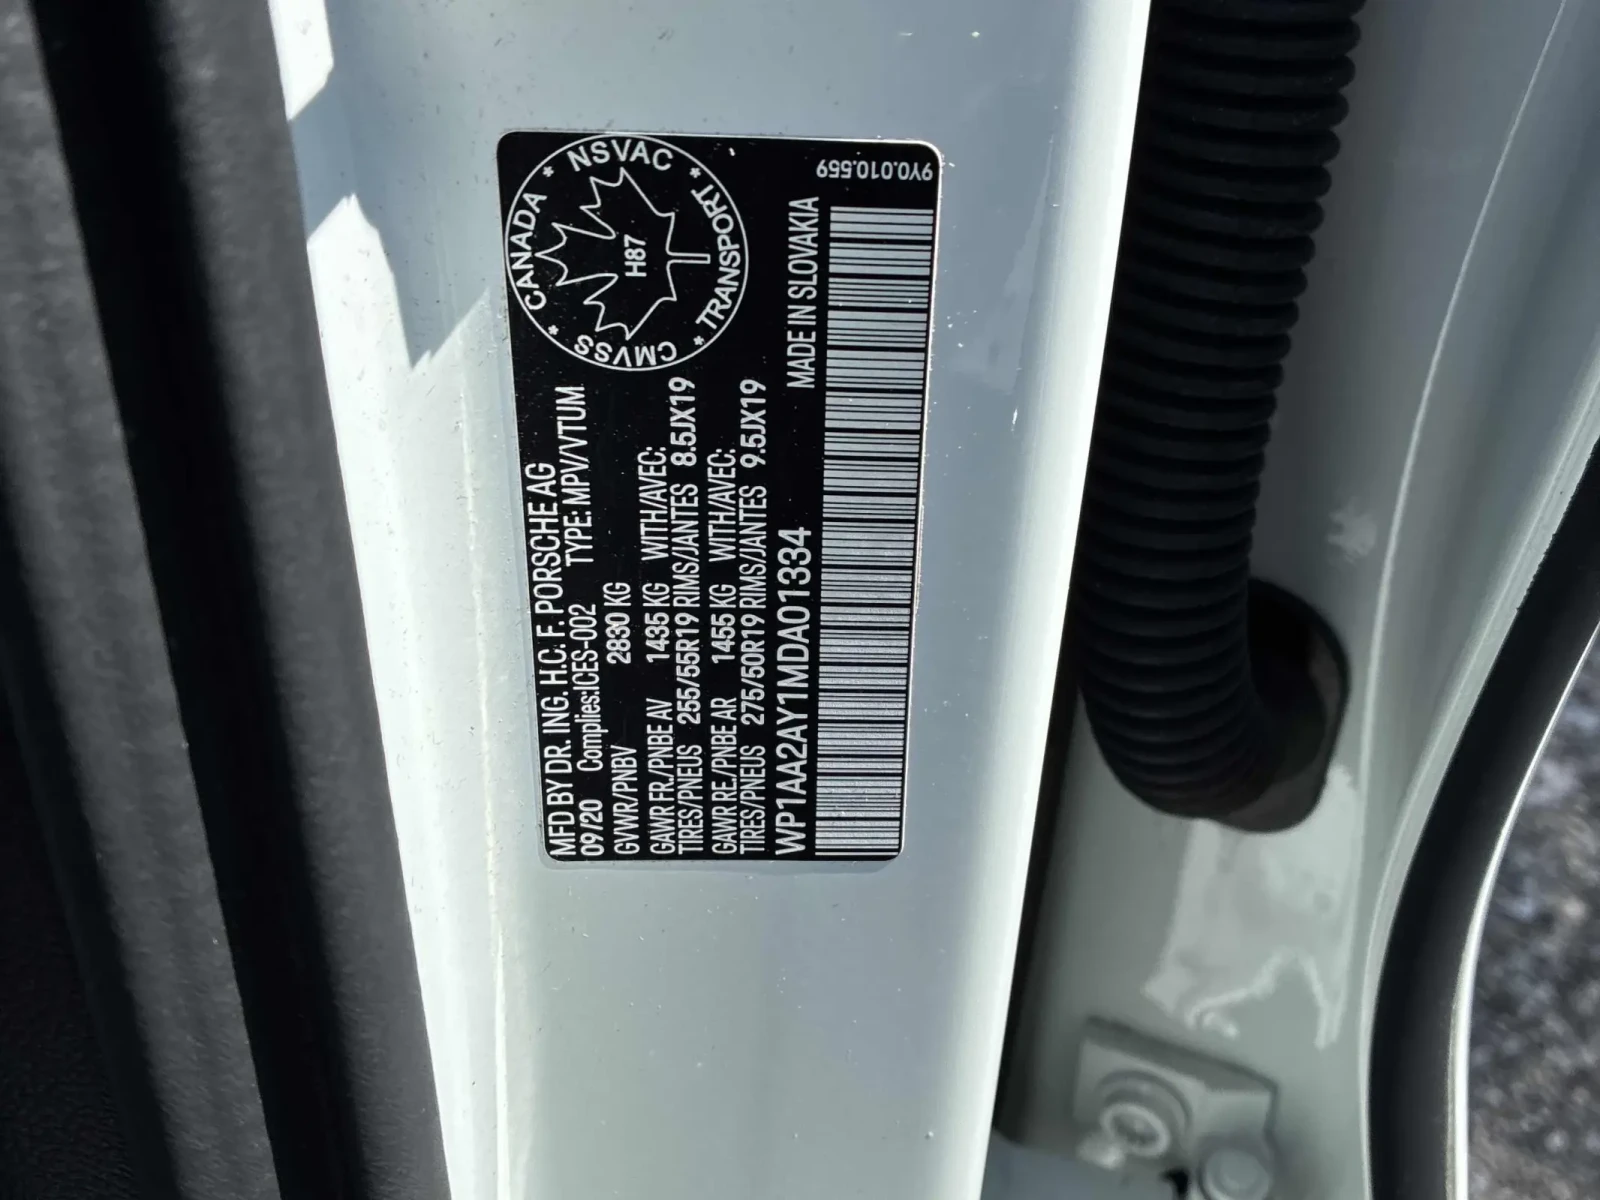 MFD BY DR. ING. H.C. F. PORSCHE AG
09/20 Complies:ICES-002 TYPE: MPV/VTUM
GVWR/PNBV 2830 KG
GAWR FR./PNBE AV 1435 KG WITH/AVEC:
TIRES/PNEUS 255/55R19 RIMS/JANTES 8.5JX19
GAWR RE/PNBE AR 1455 KG WITH/AVEC:
TIRES/PNEUS 275/50R19 RIMS/JANTES 9.5JX19
WP1AA2AY1MDA01334
MADE IN SLOVAKIA
CANADA * NSVAC * TRANSPORT * CMVSS *
H87
9Y0.010.559